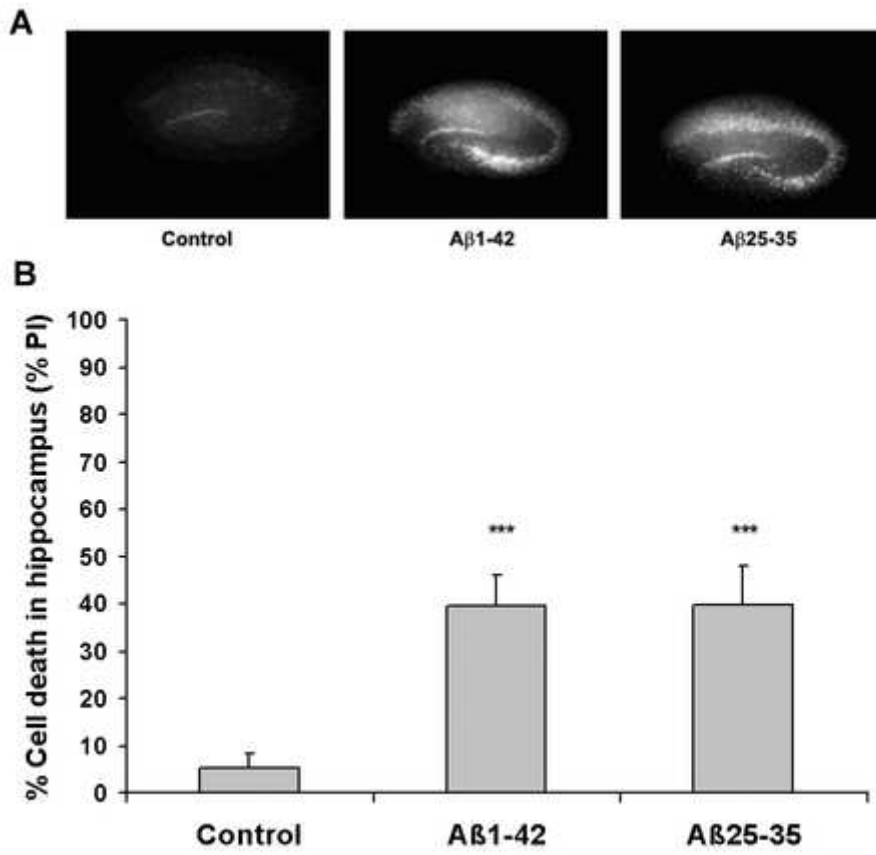 A
Control
Aβ1-42
Aβ25-35
B
% Cell death in hippocampus (% PI)
100
90
80
70
60
50
40
30
20
10
0
***
***
Control
Aß1-42
Aß25-35